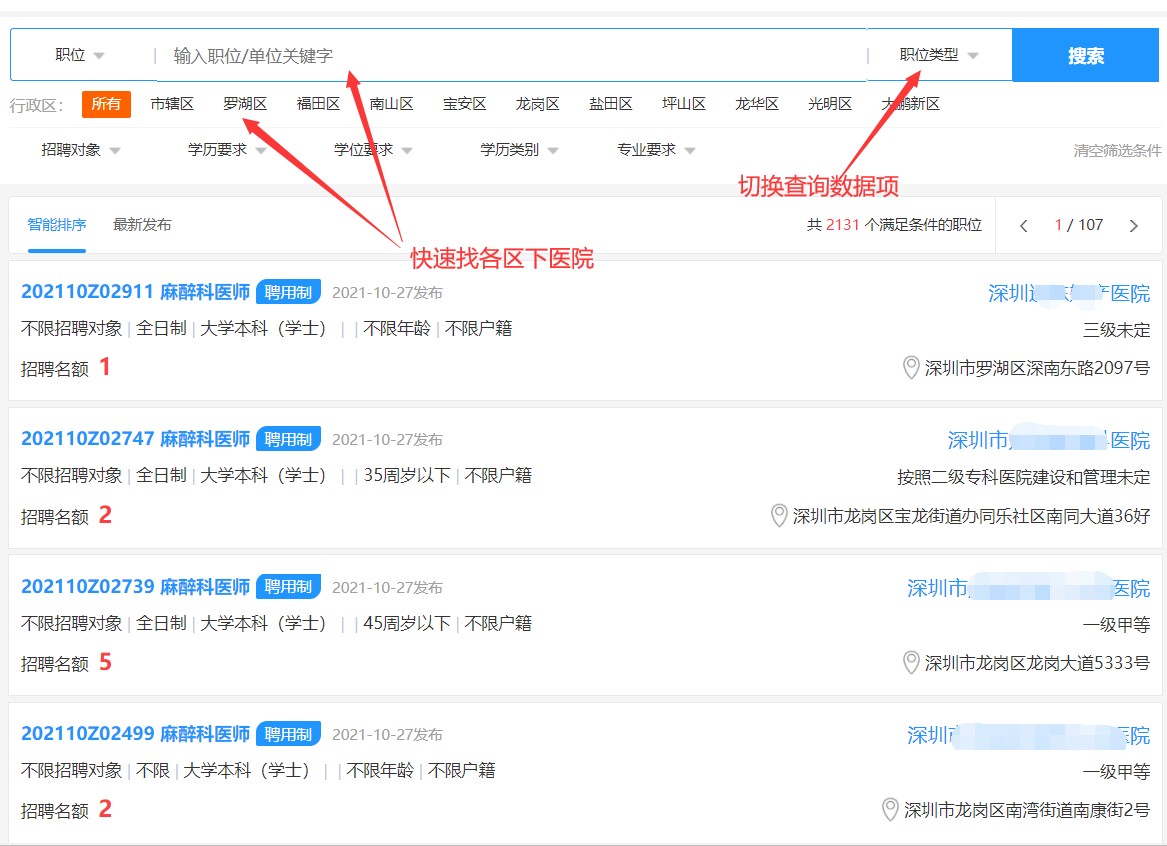 职位 | 输入职位/单位关键字 | 职位类型 搜索
行政区： 所有 市辖区 罗湖区 福田区 南山区 宝安区 龙岗区 盐田区 坪山区 龙华区 光明区 大鹏新区
招聘对象 学历要求 学位要求 学历类别 专业要求 清空筛选条件
切换查询数据项
智能排序 最新发布 共 2131 个满足条件的职位 1 / 107
快速找各区下医院
202110Z02911 麻醉科医师 聘用制 2021-10-27发布 深圳 医院
不限招聘对象 | 全日制 | 大学本科（学士） | | 不限年龄 | 不限户籍 三级未定
招聘名额 1 深圳市罗湖区深南东路2097号
202110Z02747 麻醉科医师 聘用制 2021-10-27发布 深圳市 医院
不限招聘对象 | 全日制 | 大学本科（学士） | | 35周岁以下 | 不限户籍 按照二级专科医院建设和管理未定
招聘名额 2 深圳市龙岗区宝龙街道办同乐社区南同大道36好
202110Z02739 麻醉科医师 聘用制 2021-10-27发布 深圳市 医院
不限招聘对象 | 全日制 | 大学本科（学士） | | 45周岁以下 | 不限户籍 一级甲等
招聘名额 5 深圳市龙岗区龙岗大道5333号
202110Z02499 麻醉科医师 聘用制 2021-10-27发布 深圳 院
不限招聘对象 | 不限 | 大学本科（学士） | | 不限年龄 | 不限户籍 一级甲等
招聘名额 2 深圳市龙岗区南湾街道南康街2号